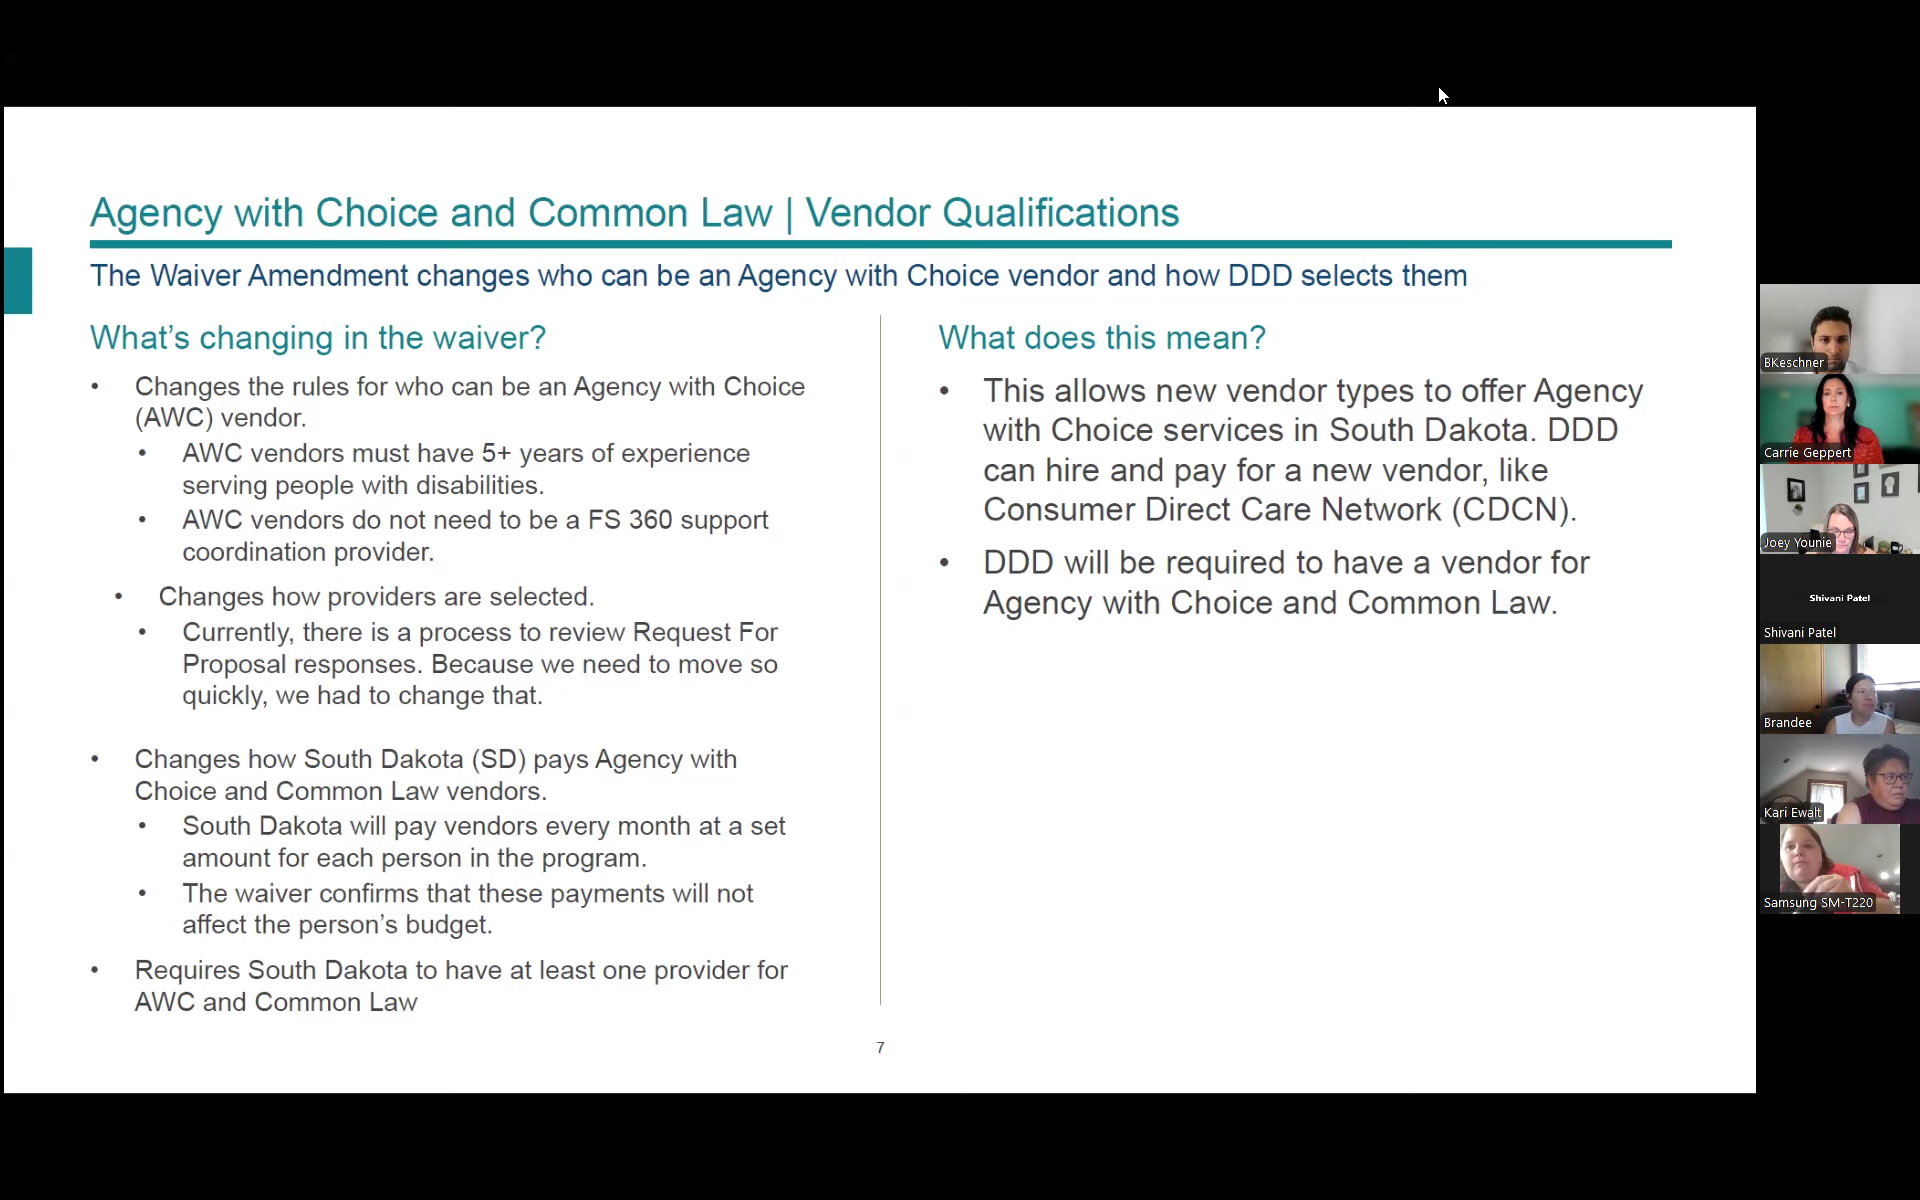 Agency with Choice and Common Law | Vendor Qualifications
The Waiver Amendment changes who can be an Agency with Choice vendor and how DDD selects them
What's changing in the waiver?
• Changes the rules for who can be an Agency with Choice
(AWC) vendor.
• AWC vendors must have 5+ years of experience
serving people with disabilities.
• AWC vendors do not need to be a FS 360 support
coordination provider.
• Changes how providers are selected.
• Currently, there is a process to review Request For
Proposal responses. Because we need to move so
quickly, we had to change that.
• Changes how South Dakota (SD) pays Agency with
Choice and Common Law vendors.
• South Dakota will pay vendors every month at a set
amount for each person in the program.
• The waiver confirms that these payments will not
affect the person's budget.
• Requires South Dakota to have at least one provider for
AWC and Common Law
What does this mean?
• This allows new vendor types to offer Agency
with Choice services in South Dakota. DDD
can hire and pay for a new vendor, like
Consumer Direct Care Network (CDCN).
• DDD will be required to have a vendor for
Agency with Choice and Common Law.
7
BKeschner
Carrie Geppert
Joey Younie
Shivani Patel
Shivani Patel
Brandee
Kari Ewalt
Samsung SM-T220